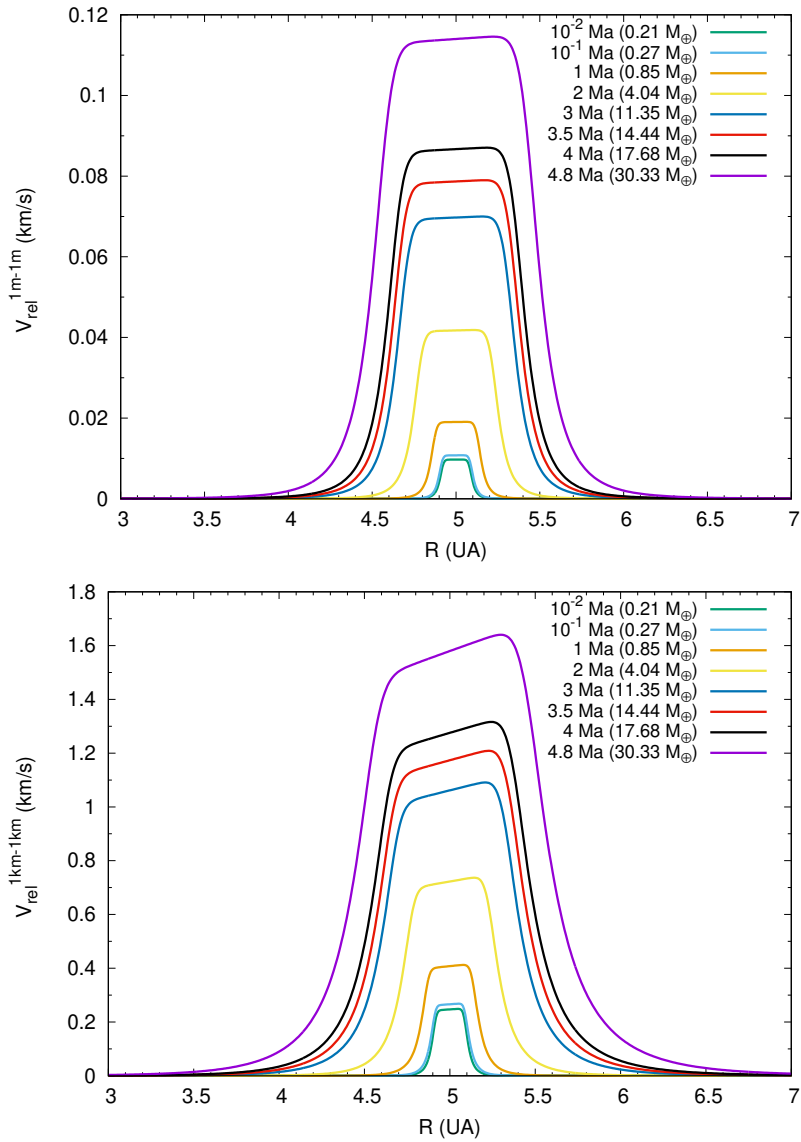 0.12
0.1
0.08
0.06
0.04
0.02
0
V_rel^1m-1m (km/s)
10^-2 Ma (0.21 M⊕)
10^-1 Ma (0.27 M⊕)
1 Ma (0.85 M⊕)
2 Ma (4.04 M⊕)
3 Ma (11.35 M⊕)
3.5 Ma (14.44 M⊕)
4 Ma (17.68 M⊕)
4.8 Ma (30.33 M⊕)
3 3.5 4 4.5 5 5.5 6 6.5 7
R (UA)
1.8
1.6
1.4
1.2
1
0.8
0.6
0.4
0.2
0
V_rel^1km-1km (km/s)
10^-2 Ma (0.21 M⊕)
10^-1 Ma (0.27 M⊕)
1 Ma (0.85 M⊕)
2 Ma (4.04 M⊕)
3 Ma (11.35 M⊕)
3.5 Ma (14.44 M⊕)
4 Ma (17.68 M⊕)
4.8 Ma (30.33 M⊕)
3 3.5 4 4.5 5 5.5 6 6.5 7
R (UA)